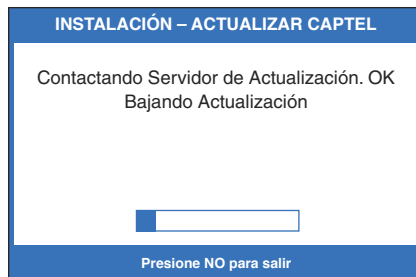 INSTALACIÓN – ACTUALIZAR CAPTEL
Contactando Servidor de Actualización. OK
Bajando Actualización
Presione NO para salir